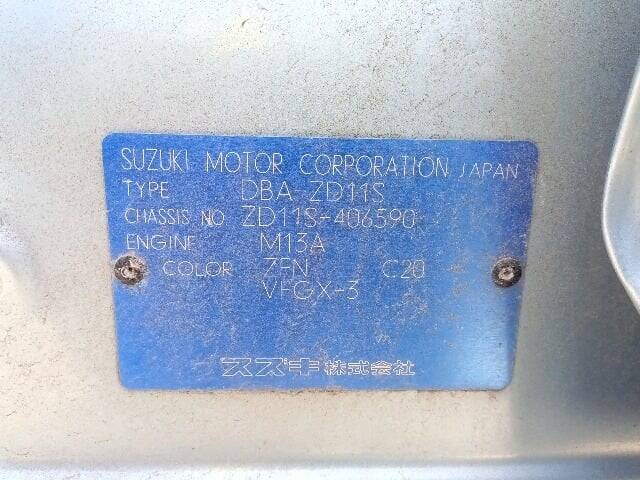 SUZUKI MOTOR CORPORATION JAPAN
TYPE DBA-ZD11S
CHASSIS NO ZD11S-406590
ENGINE M13A
COLOR ZFN C20
VFGX-3
スズキ株式会社